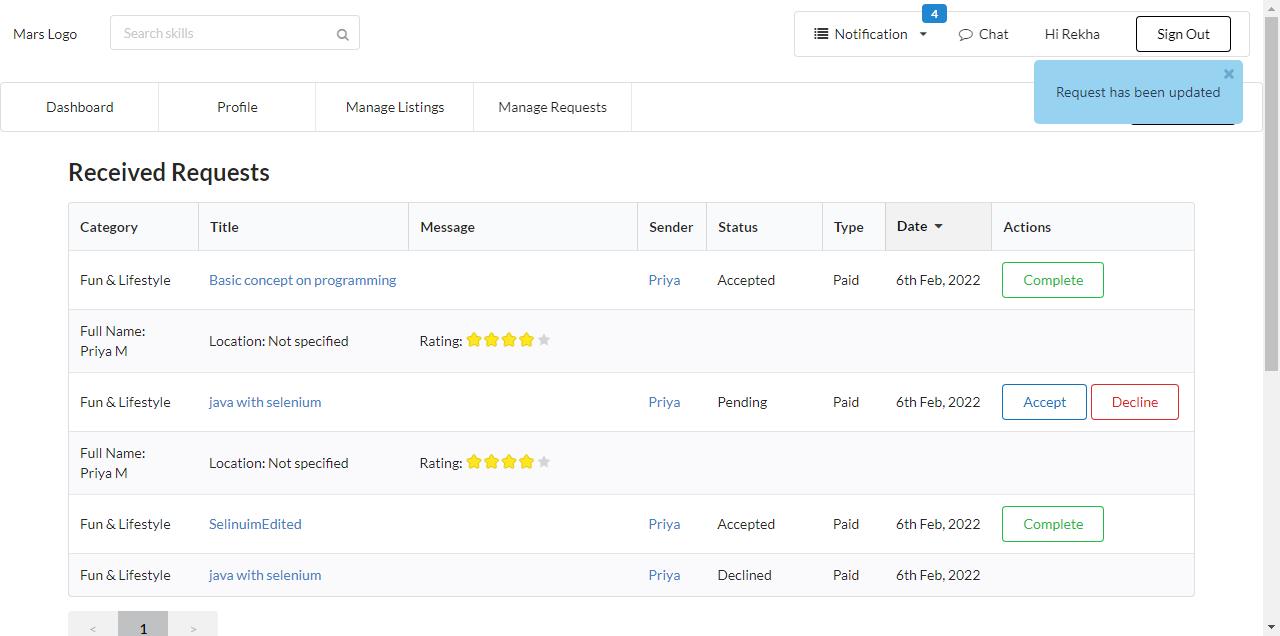 4
Mars Logo Search skills Notification Chat Hi Rekha Sign Out
Request has been updated
Dashboard Profile Manage Listings Manage Requests
Received Requests
Category Title Message Sender Status Type Date Actions
Fun & Lifestyle Basic concept on programming Priya Accepted Paid 6th Feb, 2022 Complete
Full Name:
Priya M
Location: Not specified Rating:
Fun & Lifestyle java with selenium Priya Pending Paid 6th Feb, 2022 Accept Decline
Full Name:
Priya M
Location: Not specified Rating:
Fun & Lifestyle SelinuimEdited Priya Accepted Paid 6th Feb, 2022 Complete
Fun & Lifestyle java with selenium Priya Declined Paid 6th Feb, 2022
< 1 >